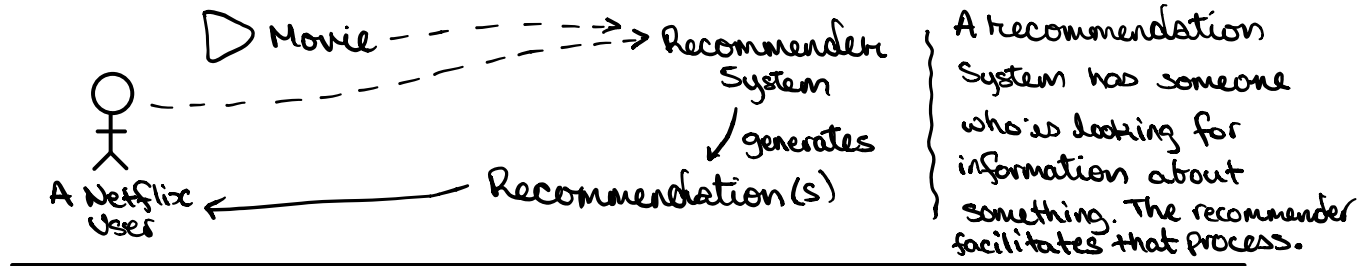 Movie
Recommender
System
generates
Recommendation(s)
A Netflix
User
A recommendation
System has someone
who is looking for
information about
something. The recommender
facilitates that process.